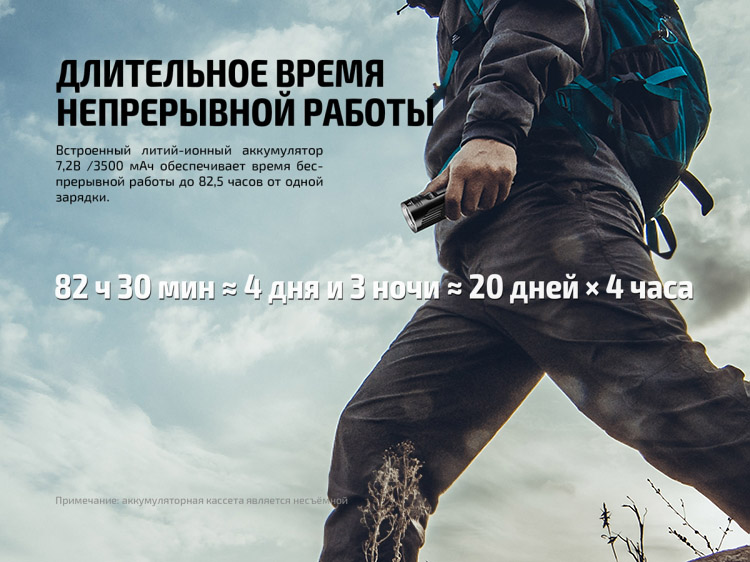 ДЛИТЕЛЬНОЕ ВРЕМЯ
НЕПРЕРЫВНОЙ РАБОТЫ
Встроенный литий-ионный аккумулятор
7,2В /3500 мАч обеспечивает время бес-
прерывной работы до 82,5 часов от одной
зарядки.
82 ч 30 мин ≈ 4 дня и 3 ночи ≈ 20 дней × 4 часа
Примечание: аккумуляторная кассета является несъёмной